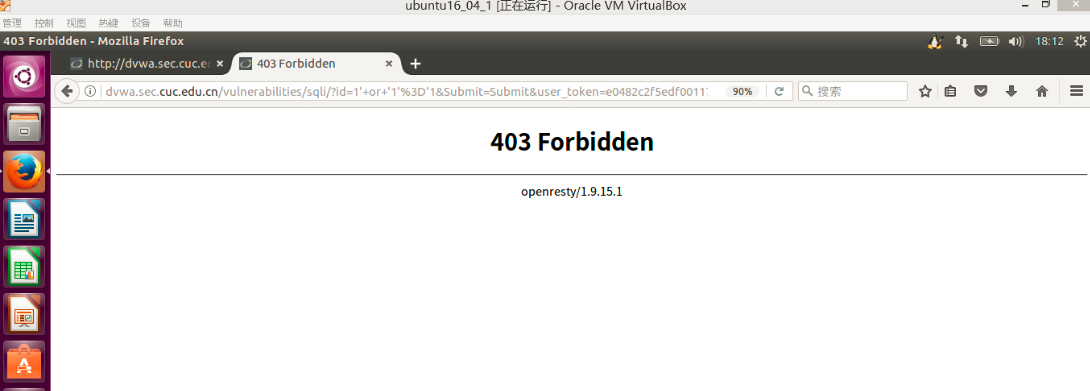 ubuntu16_04_1 [正在运行] - Oracle VM VirtualBox
管理 控制 视图 热键 设备 帮助
403 Forbidden - Mozilla Firefox 18:12
http://dvwa.sec.cuc.e 403 Forbidden
dvwa.sec.cuc.edu.cn/vulnerabilities/sqli/?id=1'+or+'1'%3D'1&Submit=Submit&user_token=e0482c2f5edf00117 90% 搜索
403 Forbidden
openresty/1.9.15.1